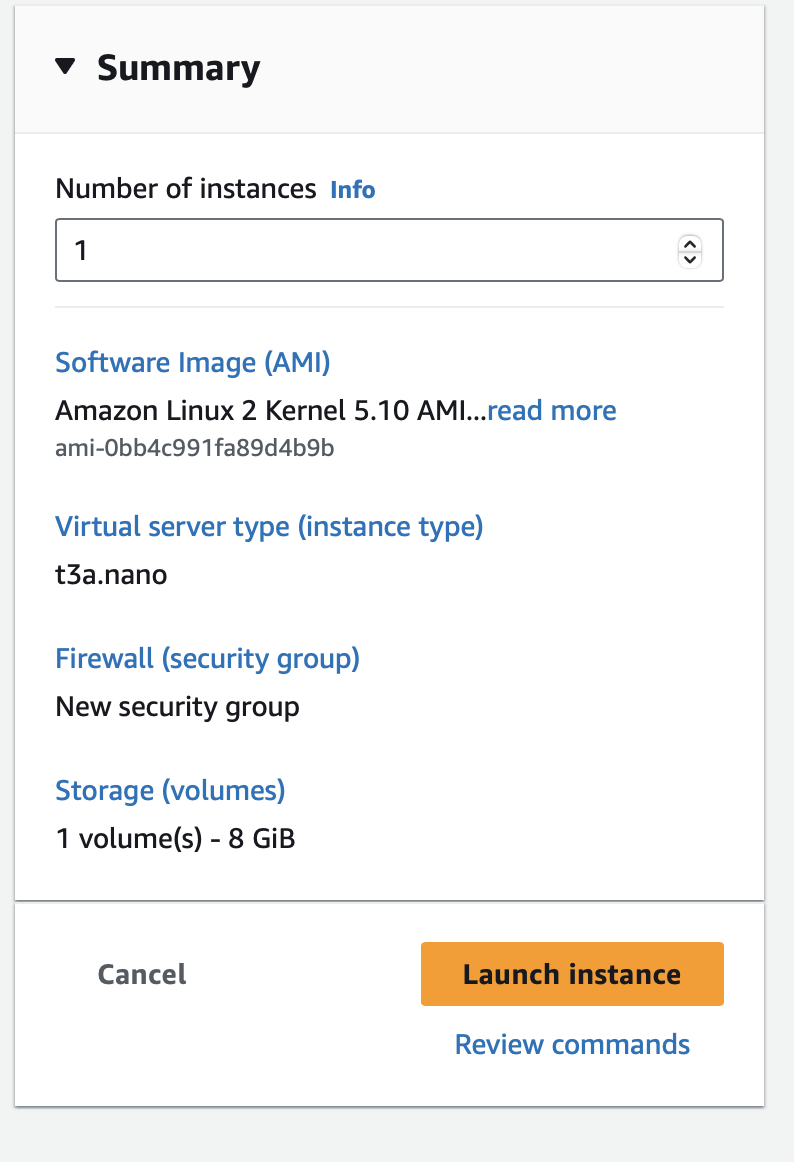 Summary
Number of instances Info
1
Software Image (AMI)
Amazon Linux 2 Kernel 5.10 AMI...read more
ami-0bb4c991fa89d4b9b
Virtual server type (instance type)
t3a.nano
Firewall (security group)
New security group
Storage (volumes)
1 volume(s) - 8 GiB
Cancel
Launch instance
Review commands